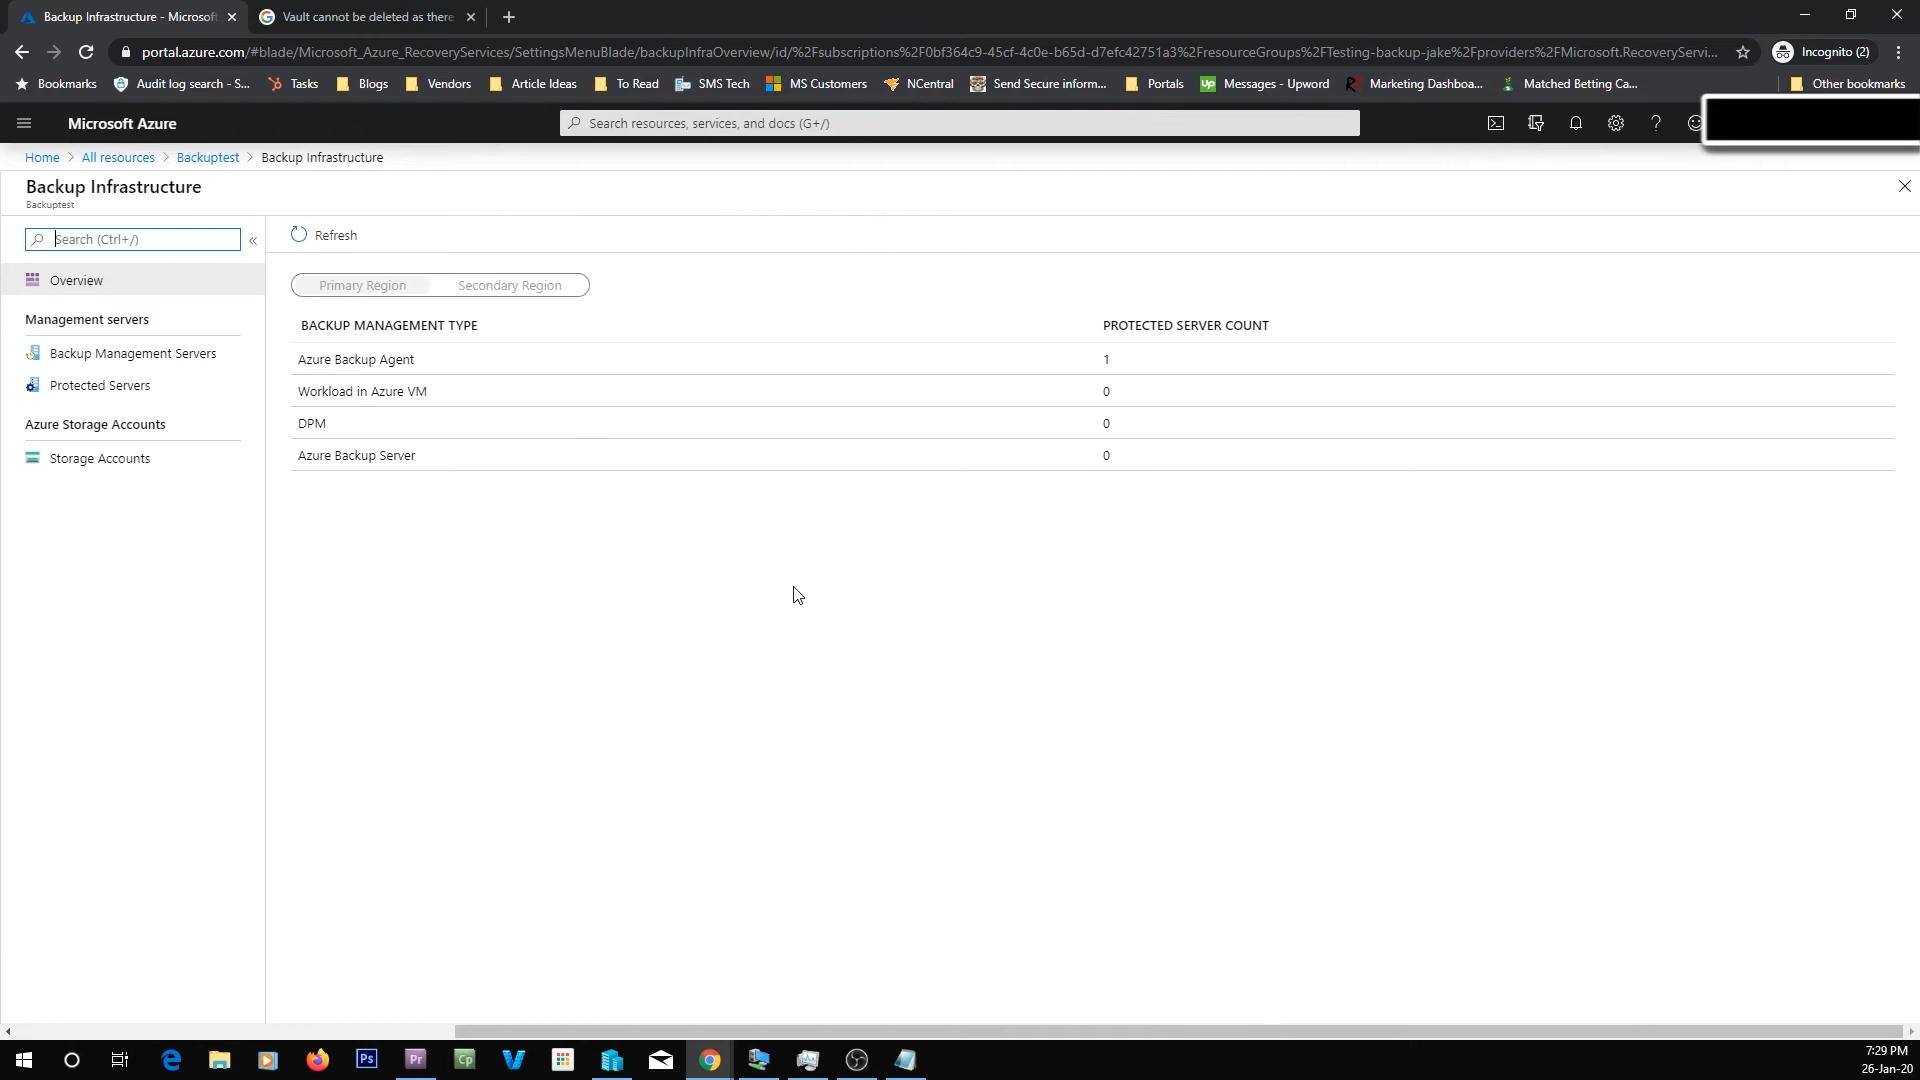 Backup Infrastructure - Microsoft
Vault cannot be deleted as there
portal.azure.com/#blade/Microsoft_Azure_RecoveryServices/SettingsMenuBlade/backupInfraOverview/id/%2Fsubscriptions%2F0bf364c9-45cf-4c0e-b65d-d7efc42751a3%2FresourceGroups%2FTesting-backup-jake%2Fproviders%2FMicrosoft.RecoveryServi...
Incognito (2)
Bookmarks
Audit log search - S...
Tasks
Blogs
Vendors
Article Ideas
To Read
SMS Tech
MS Customers
NCentral
Send Secure inform...
Portals
Messages - Upword
Marketing Dashboa...
Matched Betting Ca...
Other bookmarks
Microsoft Azure
Search resources, services, and docs (G+/)
Home > All resources > Backuptest > Backup Infrastructure
Backup Infrastructure
Backuptest
Search (Ctrl+/)
«
Refresh
Overview
Primary Region
Secondary Region
Management servers
BACKUP MANAGEMENT TYPE
PROTECTED SERVER COUNT
Backup Management Servers
Azure Backup Agent
1
Protected Servers
Workload in Azure VM
0
Azure Storage Accounts
DPM
0
Storage Accounts
Azure Backup Server
0
Ps
Pr
Cp
7:29 PM
26-Jan-20